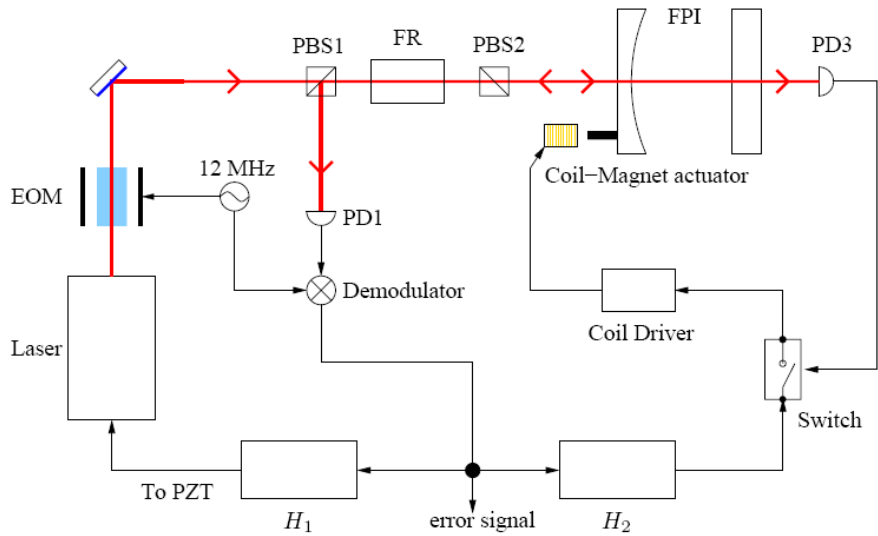 FPI
PBS1
FR
PBS2
PD3
12 MHz
EOM
Coil−Magnet actuator
PD1
Demodulator
Laser
Coil Driver
Switch
To PZT
H₁
error signal
H₂